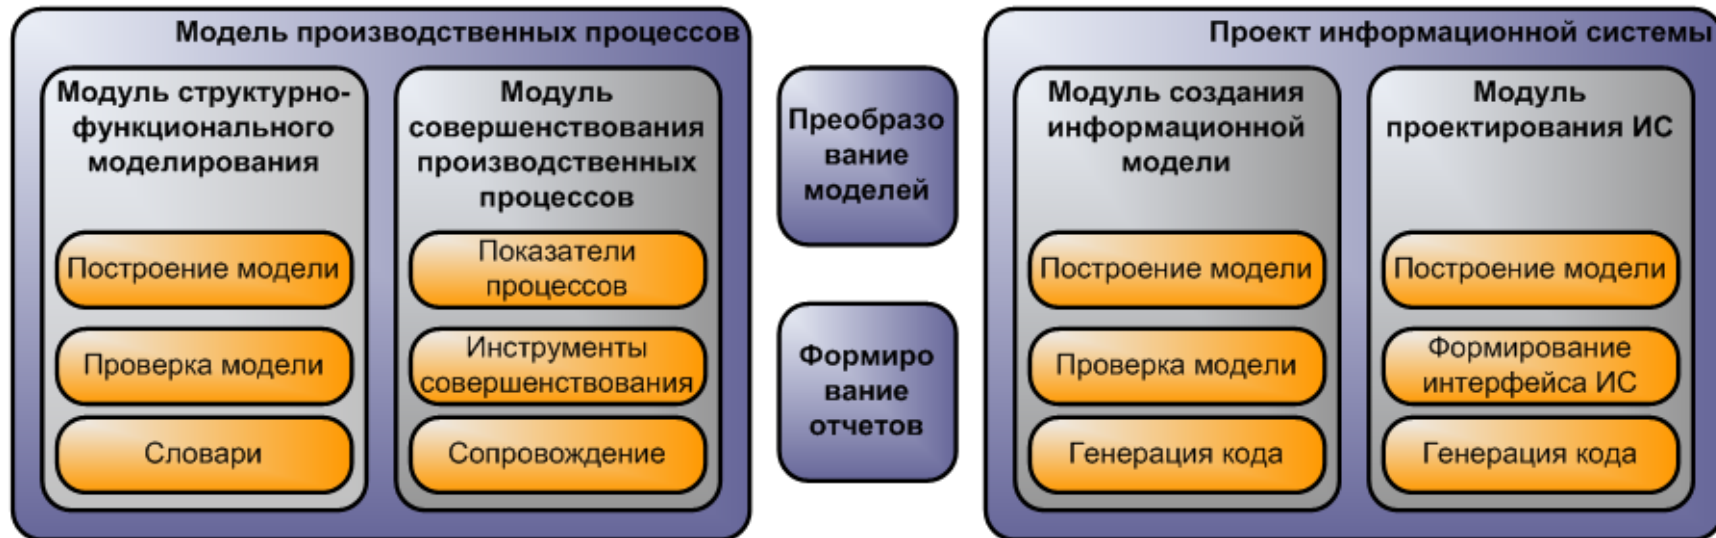 Модель производственных процессов
Модуль структурно-
функционального
моделирования
Построение модели
Проверка модели
Словари
Модуль
совершенствования
производственных
процессов
Показатели
процессов
Инструменты
совершенствования
Сопровождение
Преобразо
вание
моделей
Формиро
вание
отчетов
Проект информационной системы
Модуль создания
информационной
модели
Построение модели
Проверка модели
Генерация кода
Модуль
проектирования ИС
Построение модели
Формирование
интерфейса ИС
Генерация кода